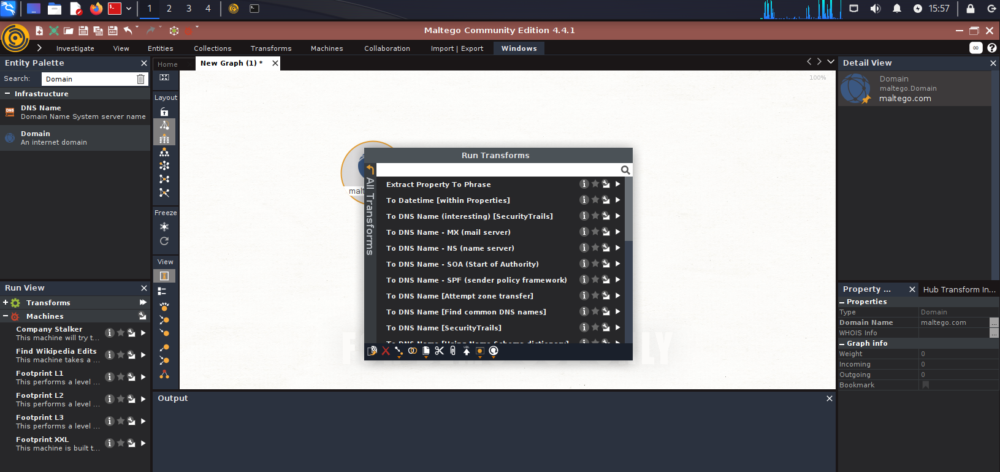 1 2 3 4 15:57
Maltego Community Edition 4.4.1
Investigate View Entities Collections Transforms Machines Collaboration Import | Export Windows
Entity Palette
Search: Domain
Infrastructure
DNS Name
Domain Name System server name
Domain
An internet domain
Run View
Transforms
Machines
Company Stalker
This machine will try t...
Find Wikipedia Edits
This machine takes a ...
Footprint L1
This performs a level ...
Footprint L2
This performs a level ...
Footprint L3
This performs a level ...
Footprint XXL
This machine is built t...
Home New Graph (1) *
Layout
Freeze
View
100%
malt
Run Transforms
All Transforms
Extract Property To Phrase
To Datetime [within Properties]
To DNS Name (interesting) [SecurityTrails]
To DNS Name - MX (mail server)
To DNS Name - NS (name server)
To DNS Name - SOA (Start of Authority)
To DNS Name - SPF (sender policy framework)
To DNS Name [Attempt zone transfer]
To DNS Name [Find common DNS names]
To DNS Name [SecurityTrails]
To DNS Name [Using Name Schema dictionary]
URL
Output
Detail View
Domain
maltego.Domain
maltego.com
Property ... Hub Transform In...
Properties
Type Domain
Domain Name maltego.com ...
WHOIS Info ...
Graph info
Weight 0
Incoming 0
Outgoing 0
Bookmark